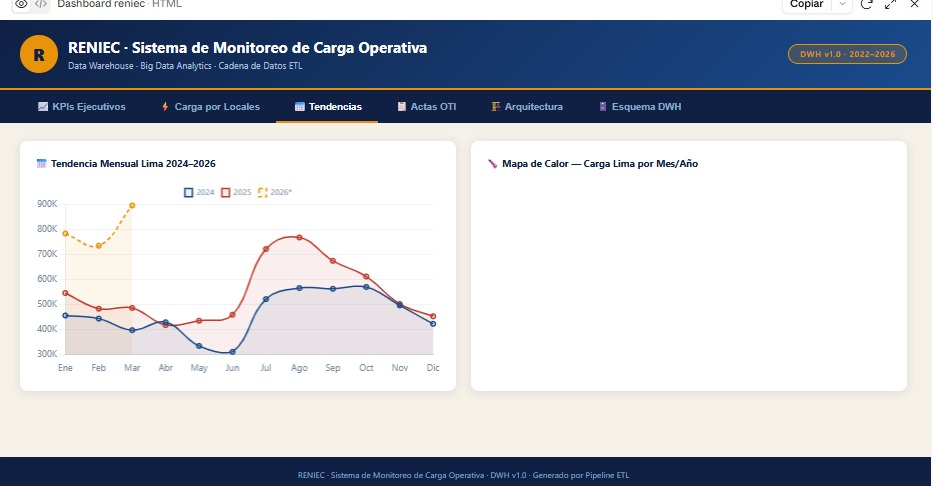 Dashboard reniec · HTML
Copiar
R
RENIEC · Sistema de Monitoreo de Carga Operativa
Data Warehouse · Big Data Analytics · Cadena de Datos ETL
DWH v1.0 · 2022–2026
KPIs Ejecutivos
Carga por Locales
Tendencias
Actas OTI
Arquitectura
Esquema DWH
Tendencia Mensual Lima 2024–2026
2024 2025 2026*
900K
800K
700K
600K
500K
400K
300K
Ene Feb Mar Abr May Jun Jul Ago Sep Oct Nov Dic
Mapa de Calor — Carga Lima por Mes/Año
RENIEC · Sistema de Monitoreo de Carga Operativa · DWH v1.0 · Generado por Pipeline ETL